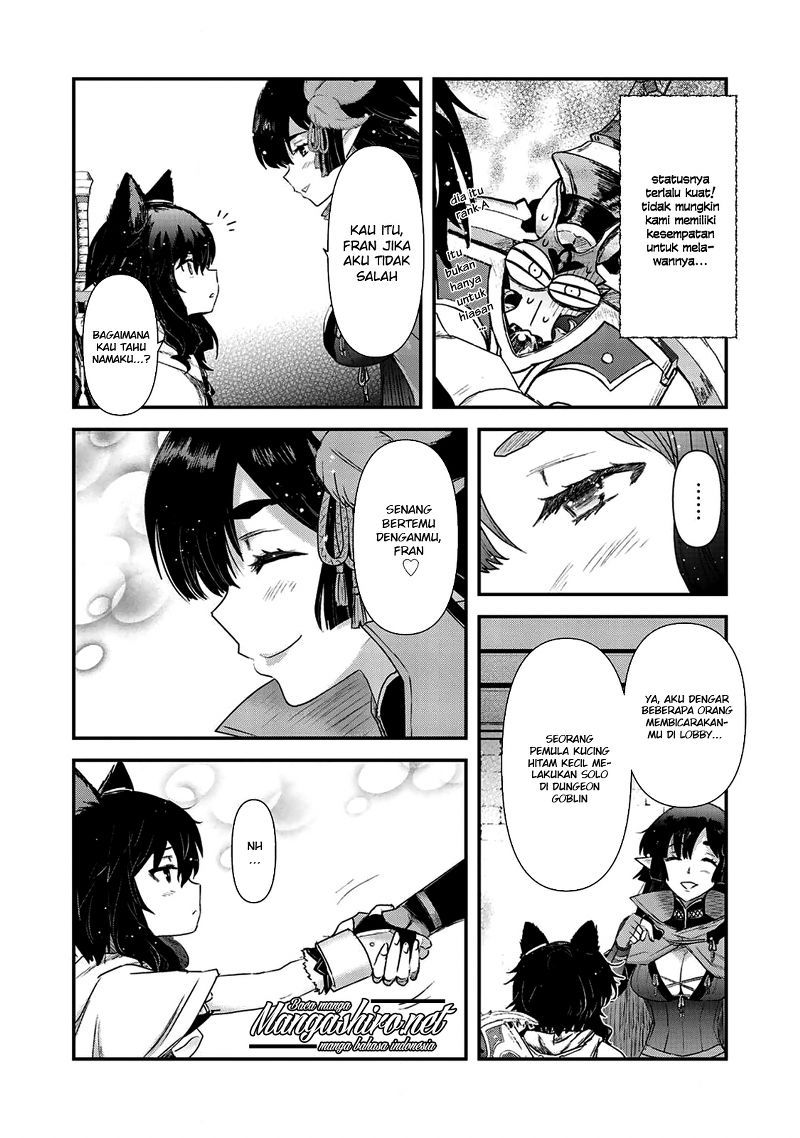 statusnya
terlalu kuat!
tidak mungkin
kami memiliki
kesempatan
untuk mela-
wannya...
dia itu
rank-A
itu
bukan
hanya
untuk
hiasan
...
KAU ITU,
FRAN JIKA
AKU TIDAK
SALAH
BAGAIMANA
KAU TAHU
NAMAKU...?
......
SENANG
BERTEMU
DENGANMU,
FRAN
♡
YA, AKU DENGAR
BEBERAPA ORANG
MEMBICARAKAN-
MU DI LOBBY...
SEORANG
PEMULA KUCING
HITAM KECIL ME-
LAKUKAN SOLO
DI DUNGEON
GOBLIN
NH
...
Baca manga
Mangashiro.net
manga bahasa indonesia